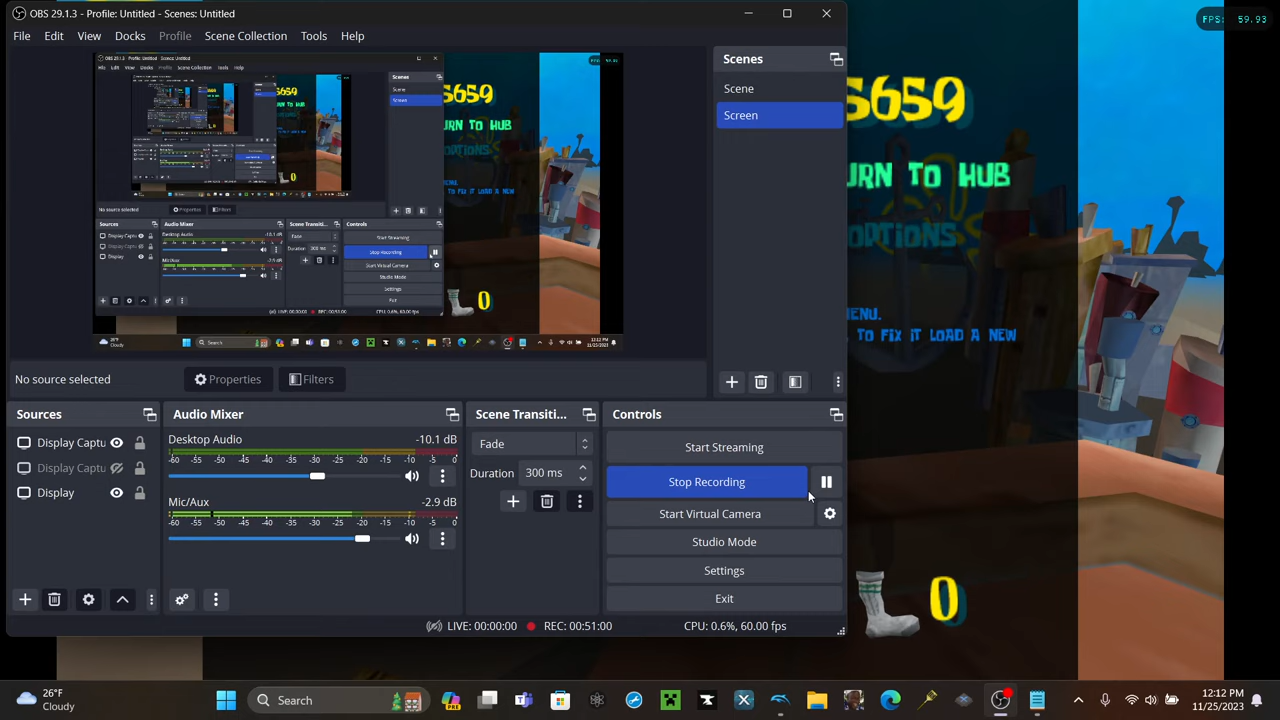 OBS 29.1.3 - Profile: Untitled - Scenes: Untitled
FPS: 59.93
File Edit View Docks Profile Scene Collection Tools Help
Scenes
Scene
Screen
5659
URN TO HUB
OPTIONS
MENU.
TO FIX IT LOAD A NEW
0
No source selected
Properties
Filters
Sources
Display Captu
Display Captu
Display
Audio Mixer
Desktop Audio
-10.1 dB
-60 -55 -50 -45 -40 -35 -30 -25 -20 -15 -10 -5 0
Mic/Aux
-2.9 dB
-60 -55 -50 -45 -40 -35 -30 -25 -20 -15 -10 -5 0
Scene Transiti...
Fade
Duration 300 ms
Controls
Start Streaming
Stop Recording
Start Virtual Camera
Studio Mode
Settings
Exit
LIVE: 00:00:00
REC: 00:51:00
CPU: 0.6%, 60.00 fps
26°F
Cloudy
Search
PRE
12:12 PM
11/25/2023